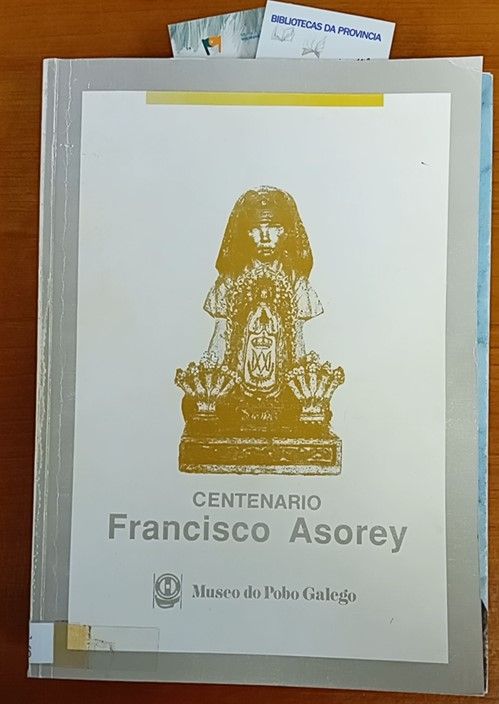 BIBLIOTECAS DA PROVINCIA
CENTENARIO
Francisco Asorey
Museo do Pobo Galego